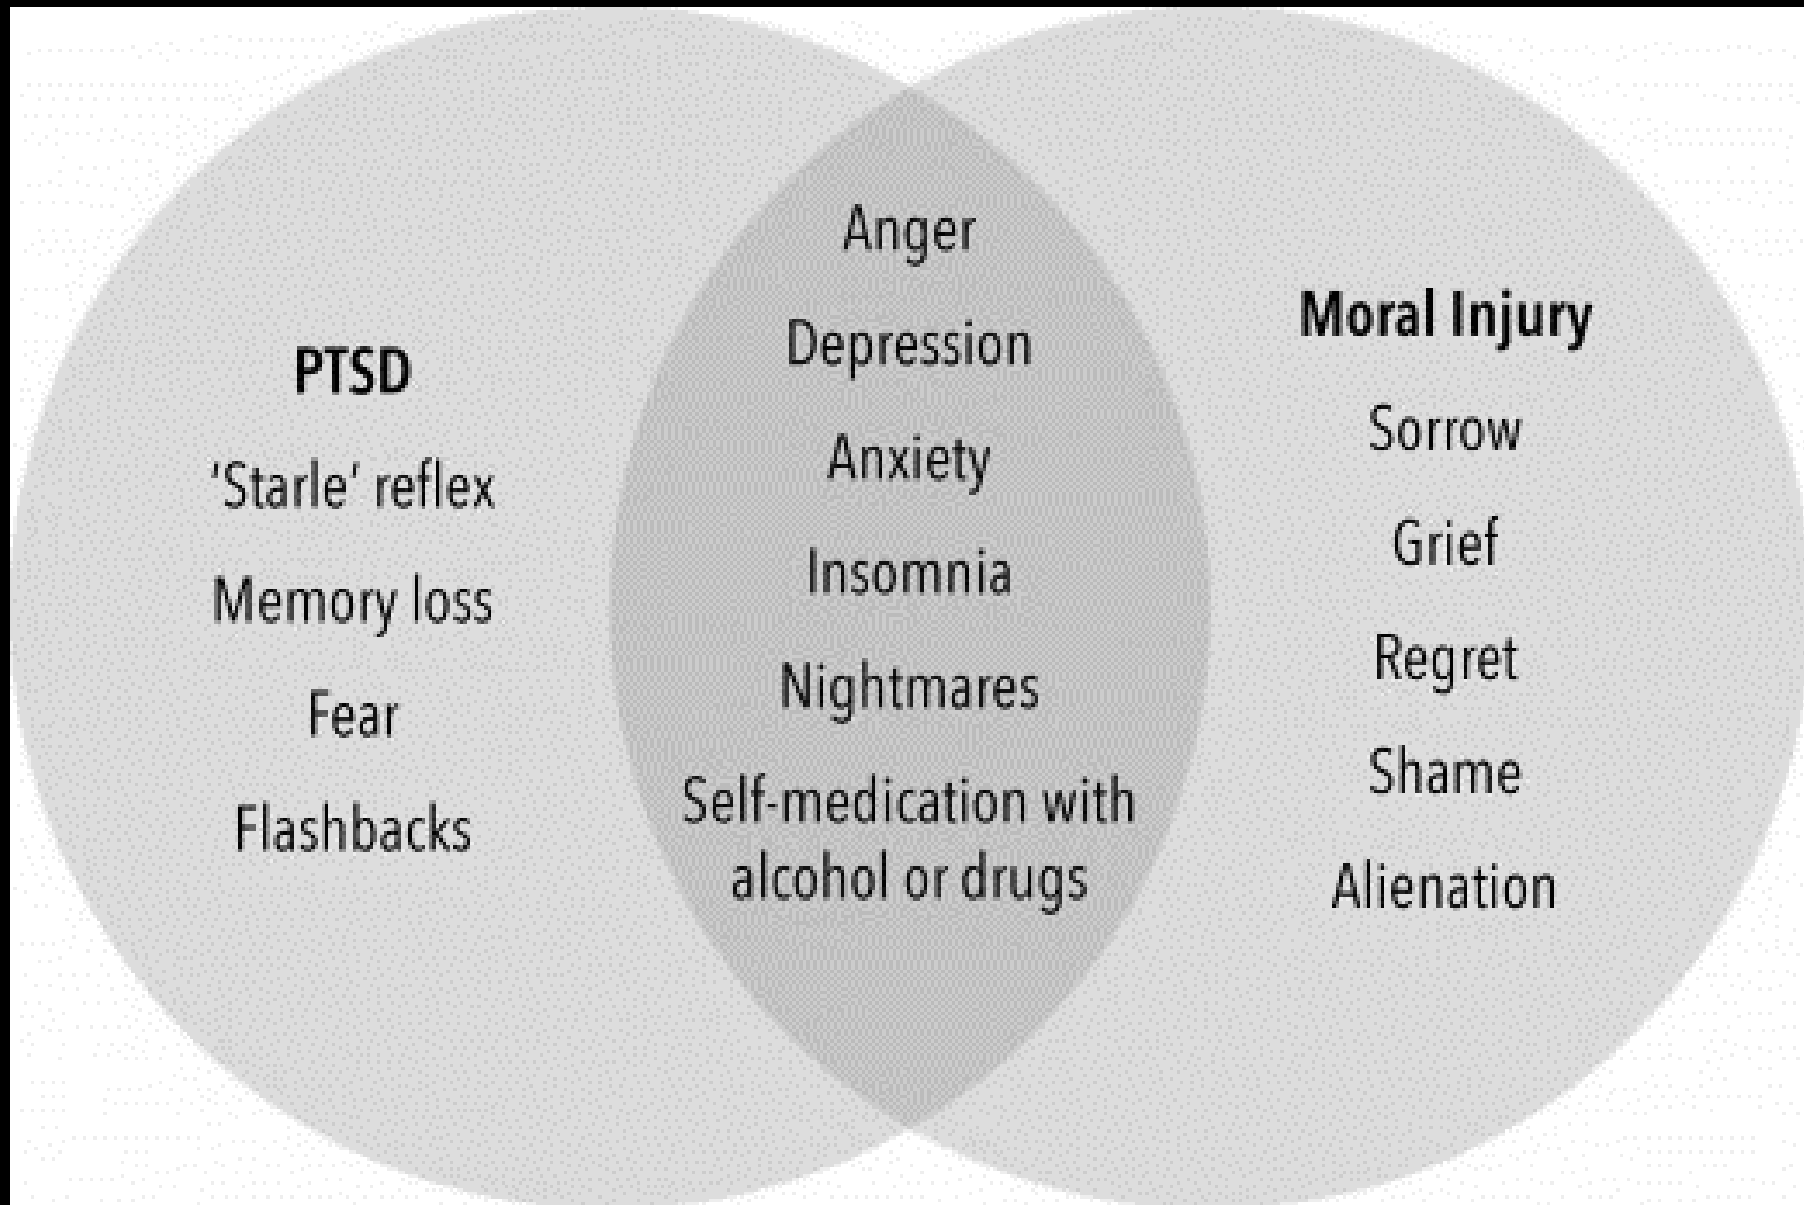 PTSD
'Starle' reflex
Memory loss
Fear
Flashbacks
Anger
Depression
Anxiety
Insomnia
Nightmares
Self-medication with
alcohol or drugs
Moral Injury
Sorrow
Grief
Regret
Shame
Alienation